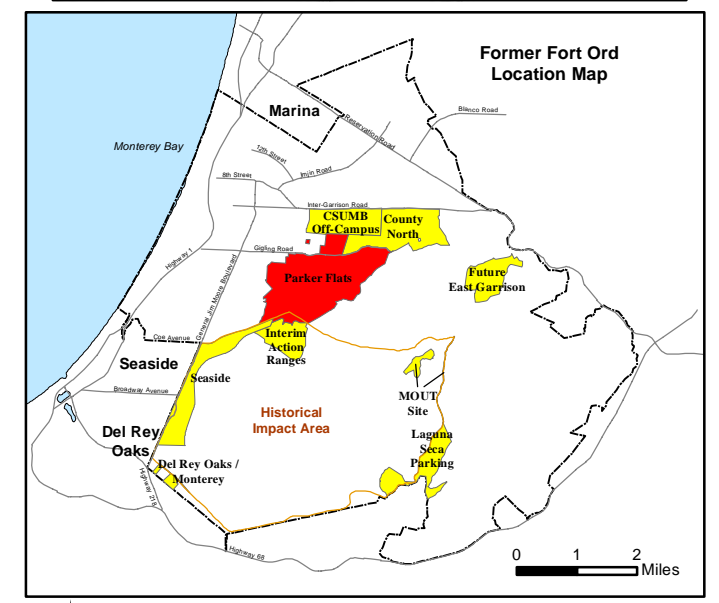 Former Fort Ord
Location Map
Marina
Blanco Road
Reservation Road
Monterey Bay
12th Street
Imjin Road
8th Street
Inter-Garrison Road
CSUMB
Off-Campus
County
North
Gigling Road
Highway 1
General Jim Moore Boulevard
Parker Flats
Future
East Garrison
Coe Avenue
Interim
Action
Ranges
Seaside
Seaside
Broadway Avenue
MOUT
Site
Historical
Impact Area
Del Rey
Oaks
Laguna
Seca
Parking
Del Rey Oaks /
Monterey
Highway 218
Highway 68
0 1 2
Miles